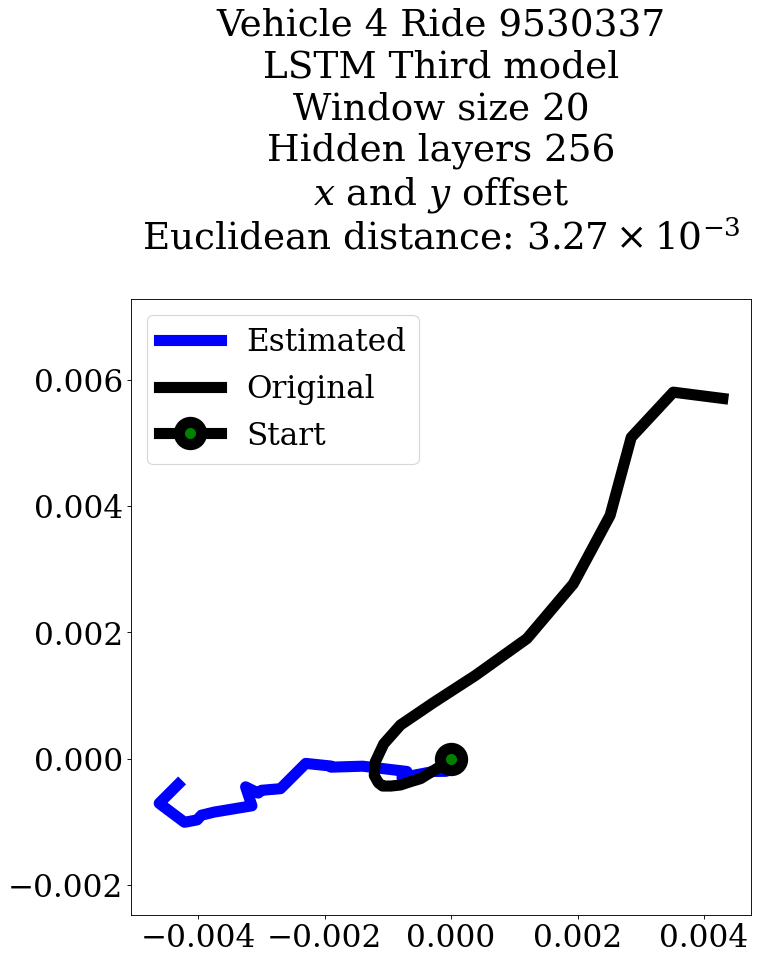 Vehicle 4 Ride 9530337
LSTM Third model
Window size 20
Hidden layers 256
x and y offset
Euclidean distance: 3.27 × 10⁻³
Estimated
Original
Start
0.006
0.004
0.002
0.000
−0.002
−0.004 −0.002 0.000 0.002 0.004